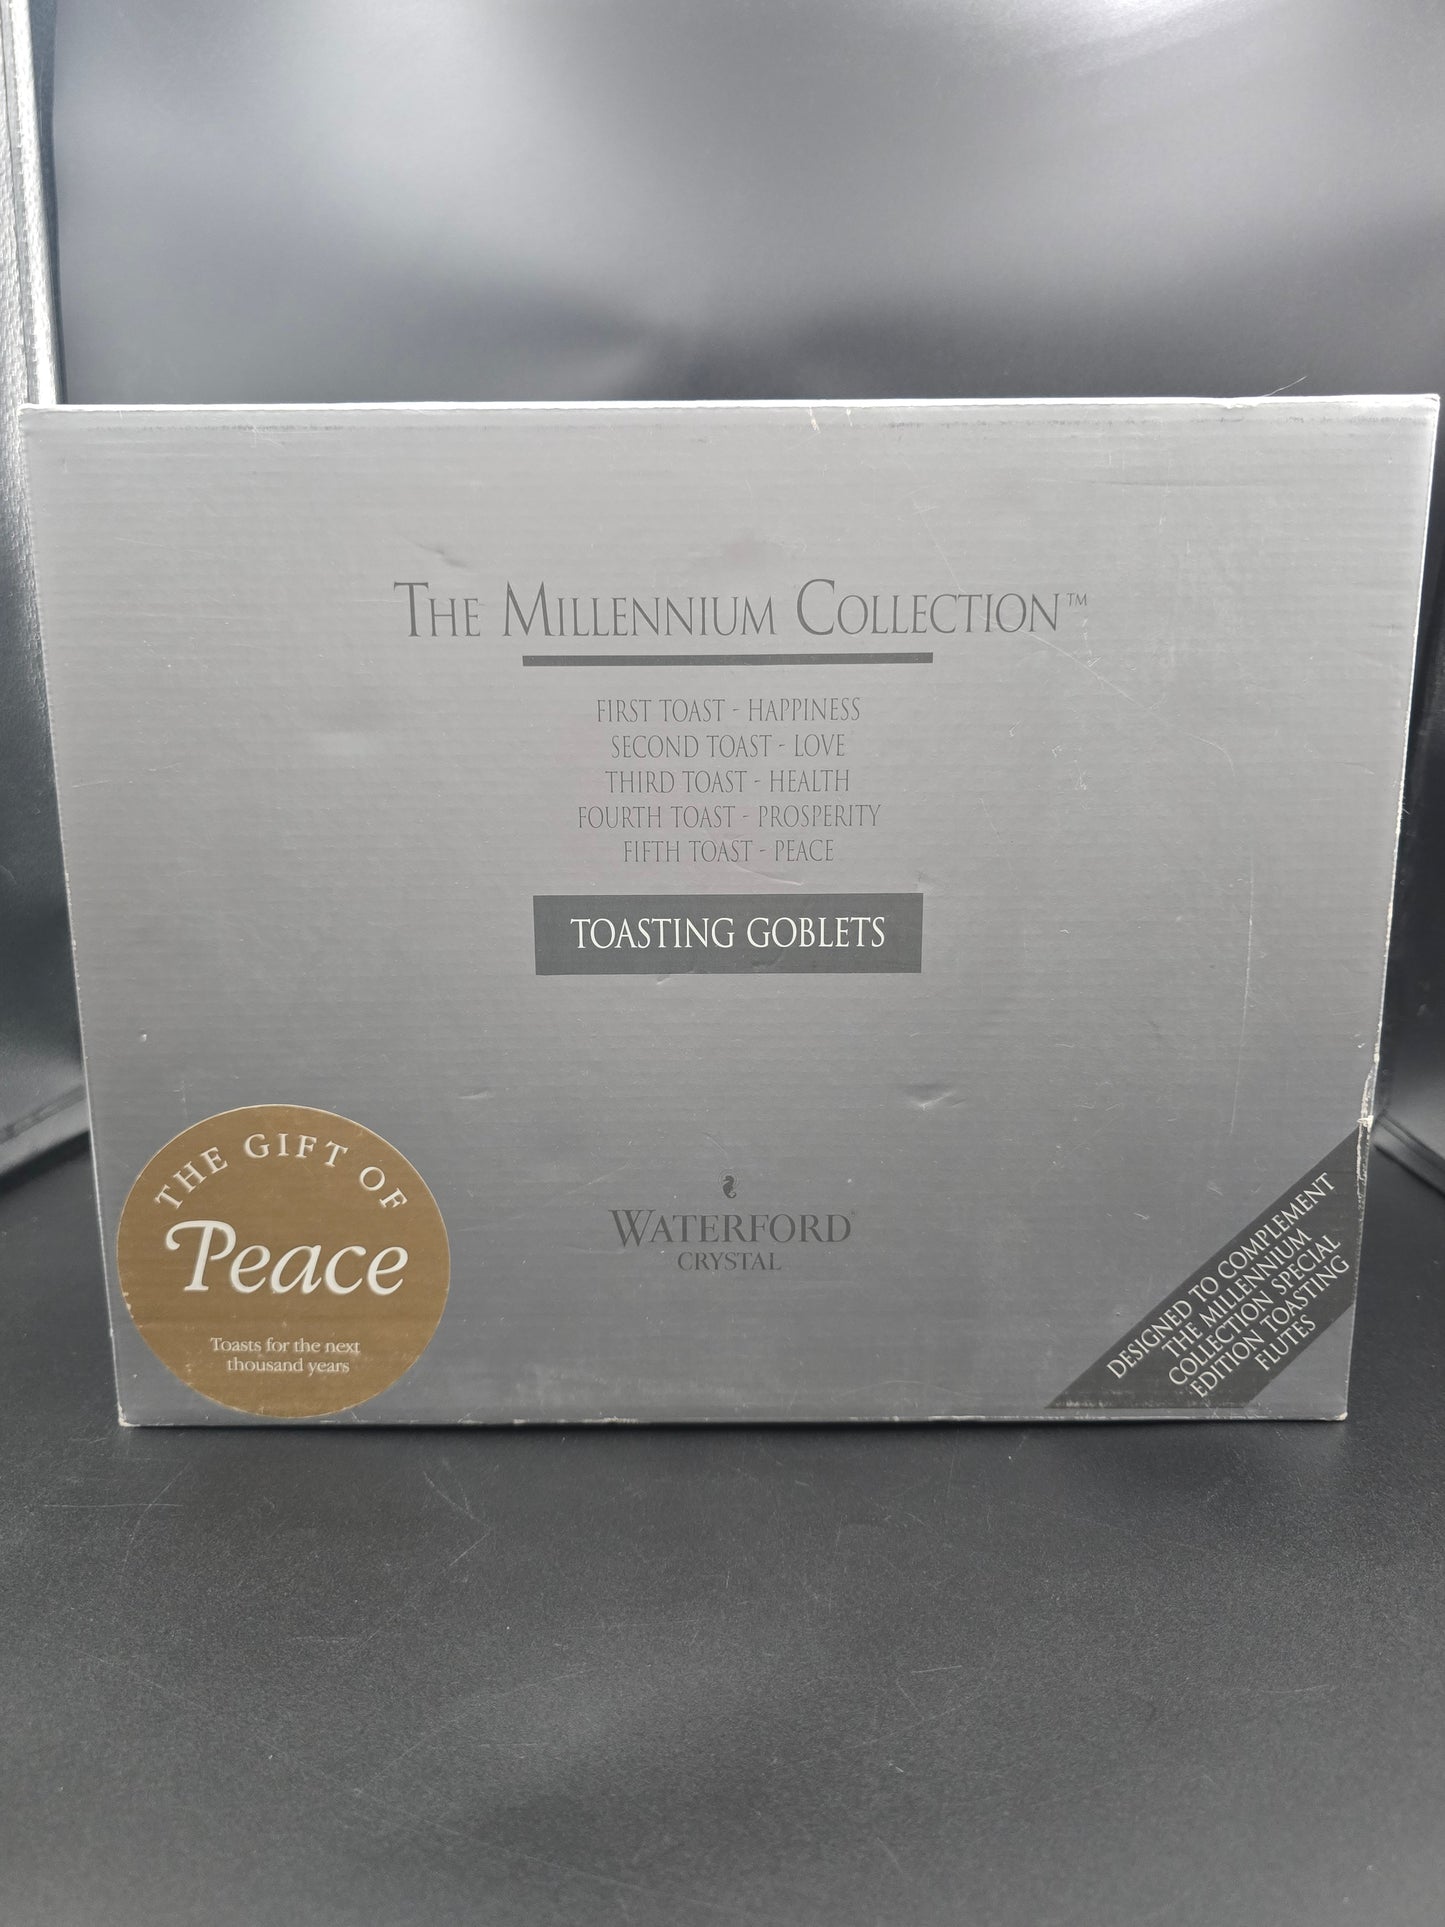 THE MILLENNIUM COLLECTION™
FIRST TOAST - HAPPINESS
SECOND TOAST - LOVE
THIRD TOAST - HEALTH
FOURTH TOAST - PROSPERITY
FIFTH TOAST - PEACE
TOASTING GOBLETS
WATERFORD®
CRYSTAL
THE GIFT OF
Peace
Toasts for the next
thousand years
DESIGNED TO COMPLEMENT
THE MILLENNIUM
COLLECTION SPECIAL
EDITION TOASTING
FLUTES